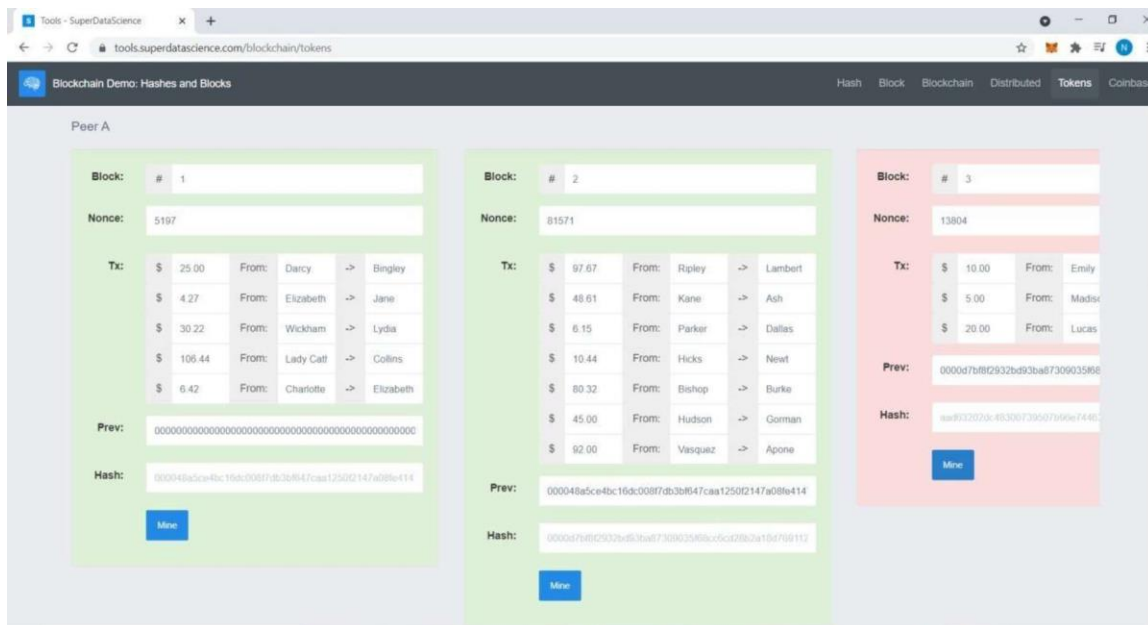 Tools - SuperDataScience
tools.superdatascience.com/blockchain/tokens
N
Blockchain Demo: Hashes and Blocks
Hash Block Blockchain Distributed Tokens Coinbas
Peer A
Block: # 1
Nonce: 5197
Tx: $ 25.00 From: Darcy -> Bingley
$ 4.27 From: Elizabeth -> Jane
$ 30.22 From: Wickham -> Lydia
$ 106.44 From: Lady Catl -> Collins
$ 6.42 From: Charlotte -> Elizabeth
Prev:
Hash:
Mine
Block: # 2
Nonce: 81571
Tx: $ 97.67 From: Ripley -> Lambert
$ 48.61 From: Kane -> Ash
$ 6.15 From: Parker -> Dallas
$ 10.44 From: Hicks -> Newt
$ 80.32 From: Bishop -> Burke
$ 45.00 From: Hudson -> Gorman
$ 92.00 From: Vasquez -> Apone
Prev: 000048a5ce4bc16dc008f7db3bf647caa1250f2147a08fe414
Hash:
Mine
Block: # 3
Nonce: 13804
Tx: $ 10.00 From: Emily
$ 5.00 From: Madisc
$ 20.00 From: Lucas
Prev: 0000d7bf8f2932bd93ba87309035f68
Hash:
Mine